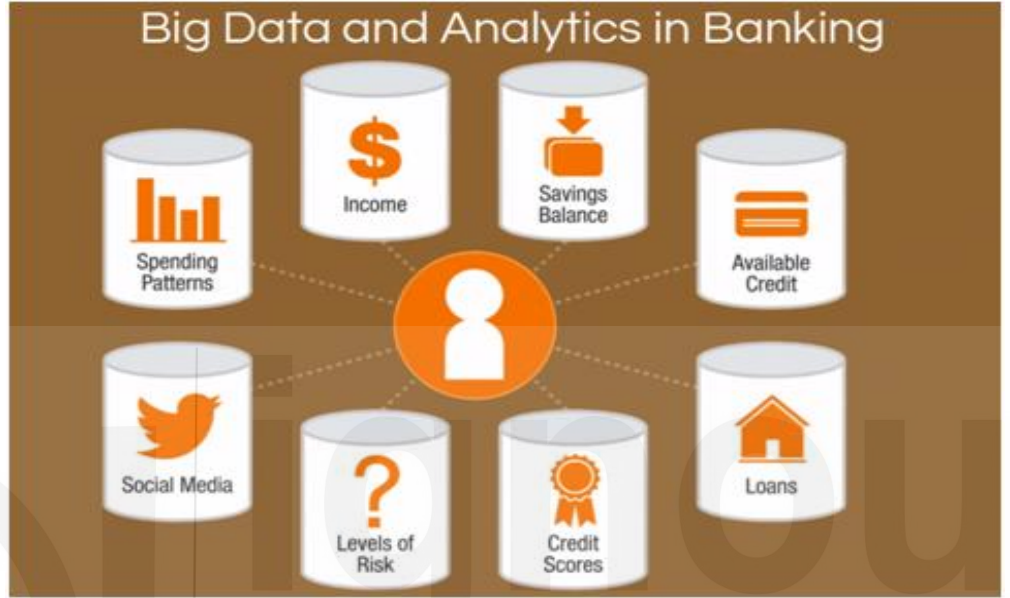 Big Data and Analytics in Banking
Income
Savings
Balance
Spending
Patterns
Available
Credit
Social Media
Loans
Levels of
Risk
Credit
Scores
ignou